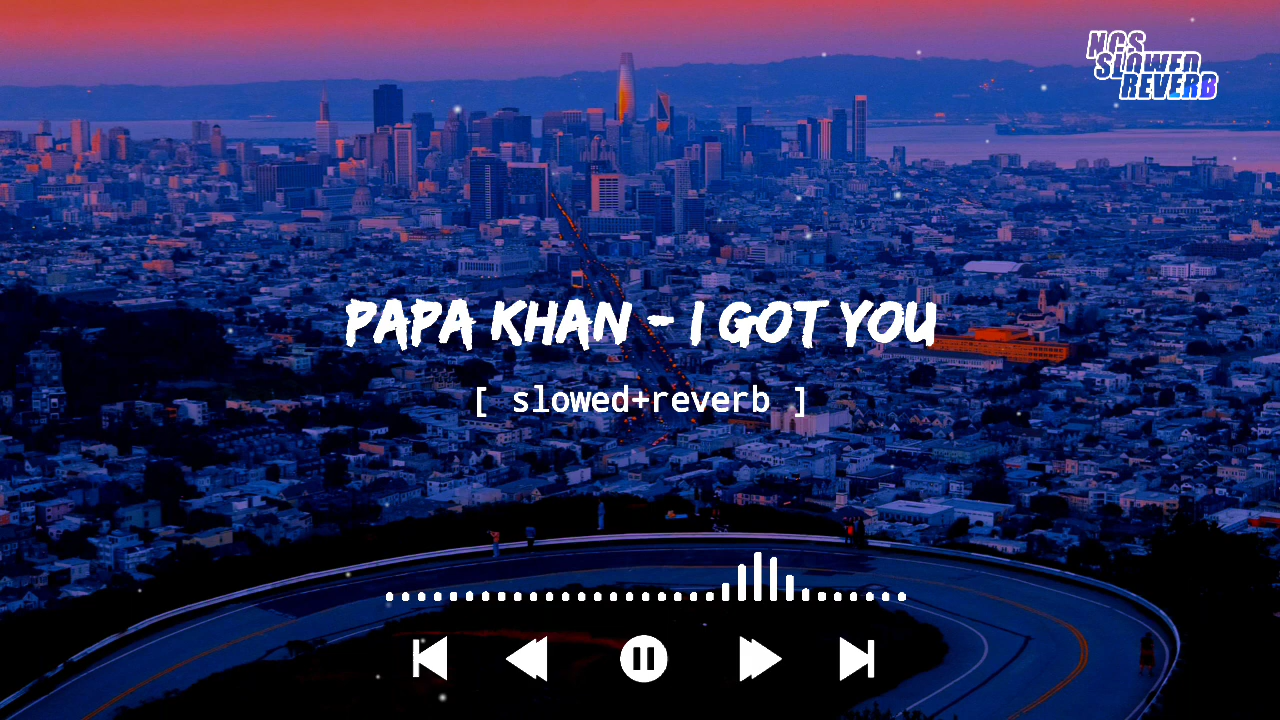 NCS
SLOWED
REVERB
PAPA KHAN - I GOT YOU
[ slowed+reverb ]